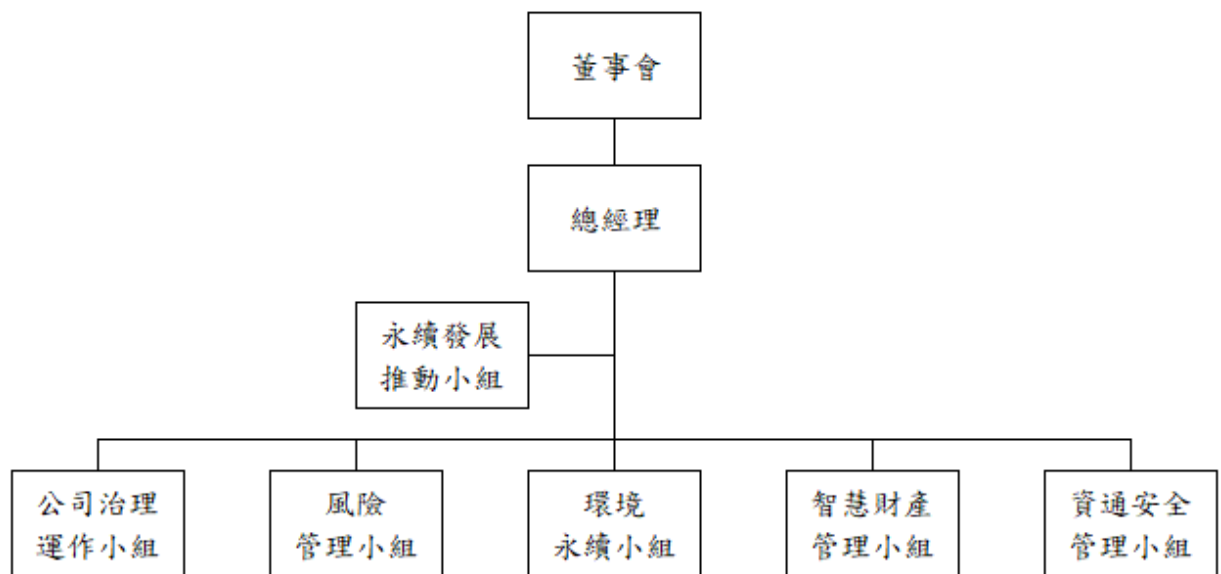 董事會
總經理
永續發展
推動小組
公司治理
運作小組
風險
管理小組
環境
永續小組
智慧財產
管理小組
資通安全
管理小組